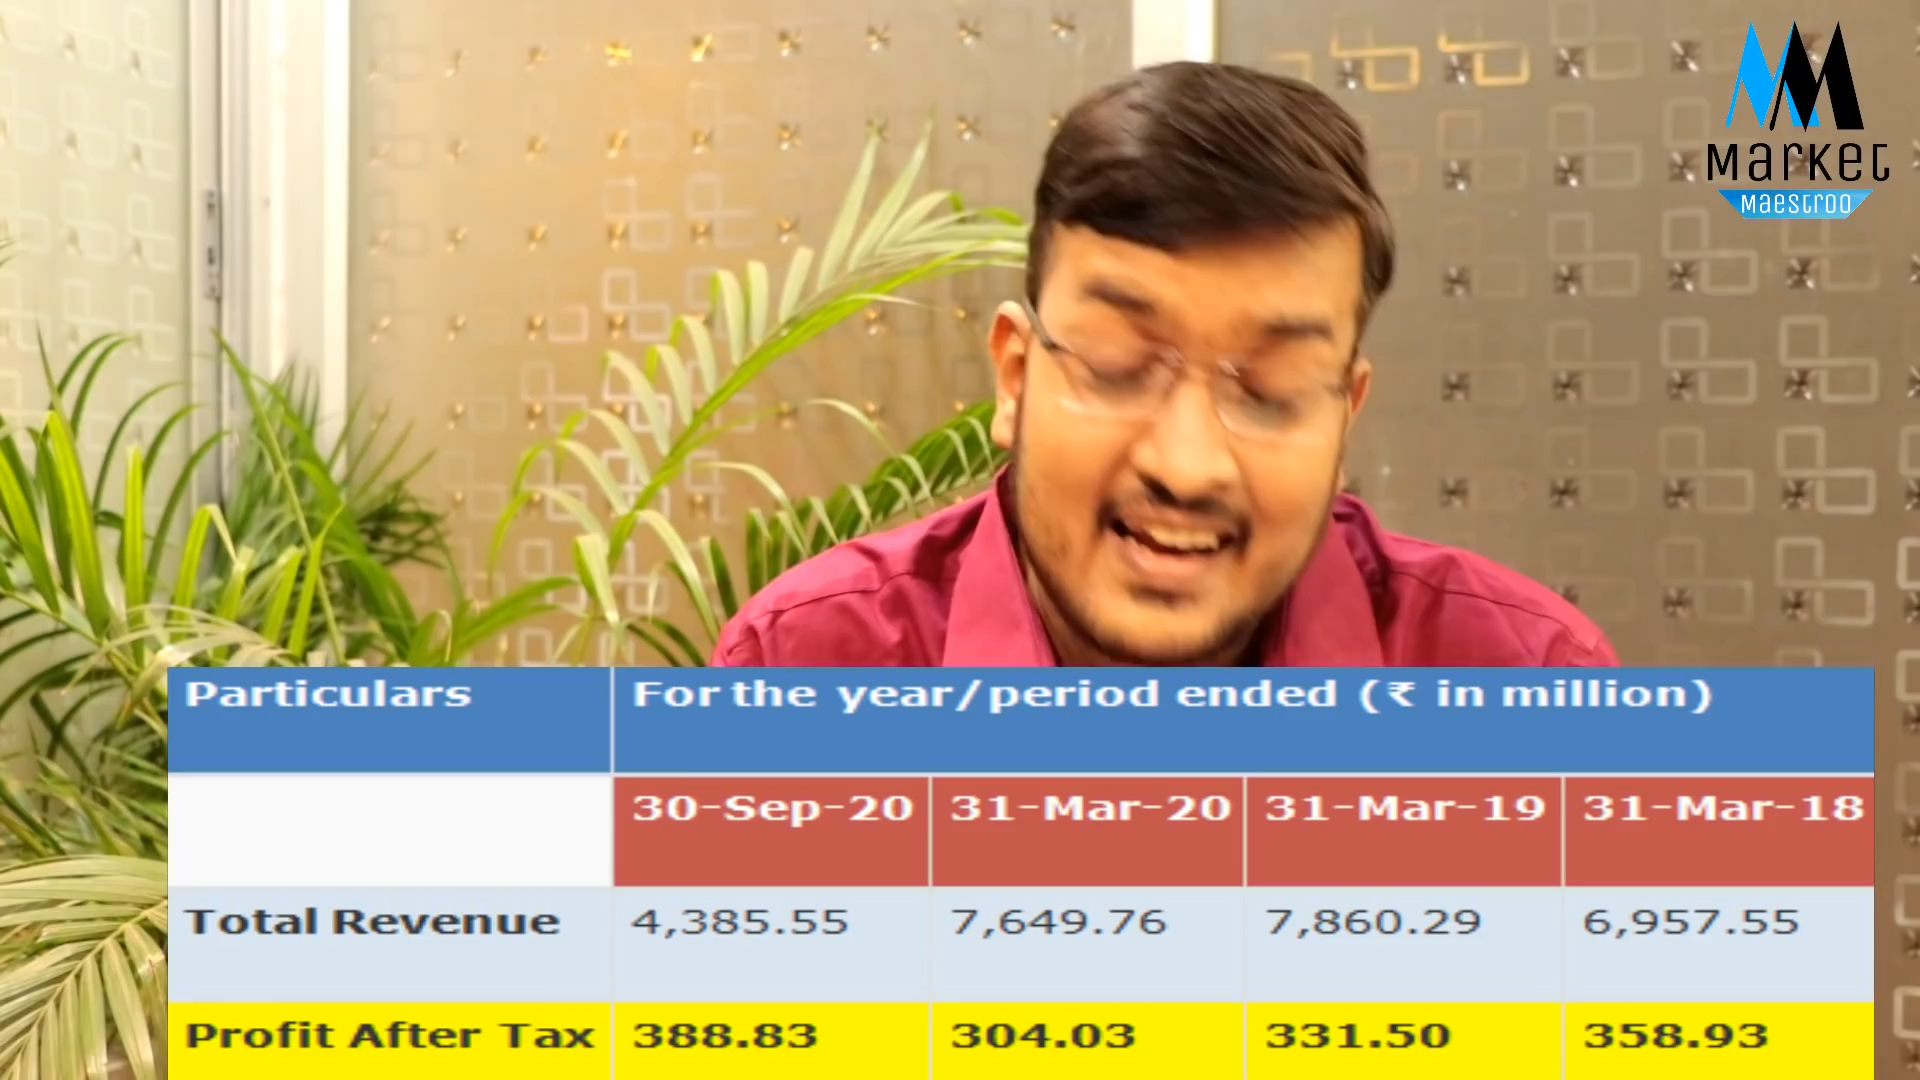 Market
Maestroo
Particulars For the year/period ended (₹ in million)
30-Sep-20 31-Mar-20 31-Mar-19 31-Mar-18
Total Revenue 4,385.55 7,649.76 7,860.29 6,957.55
Profit After Tax 388.83 304.03 331.50 358.93